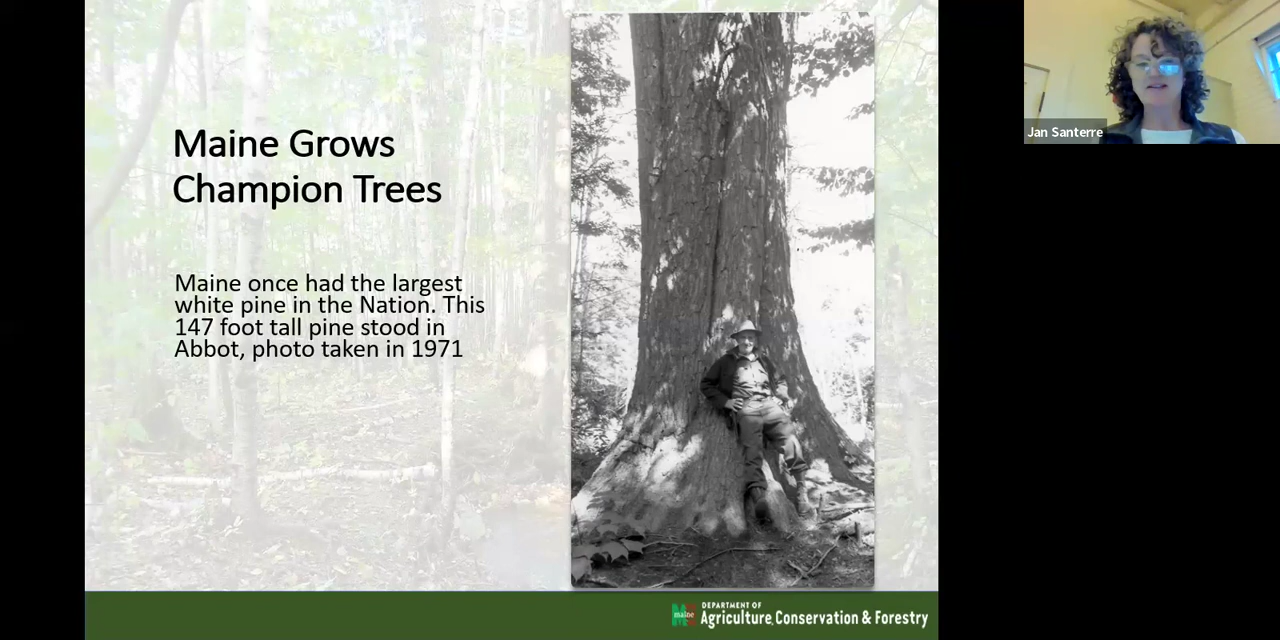 Maine Grows
Champion Trees
Maine once had the largest
white pine in the Nation. This
147 foot tall pine stood in
Abbot, photo taken in 1971
Jan Santerre
maine
DEPARTMENT OF
Agriculture, Conservation & Forestry